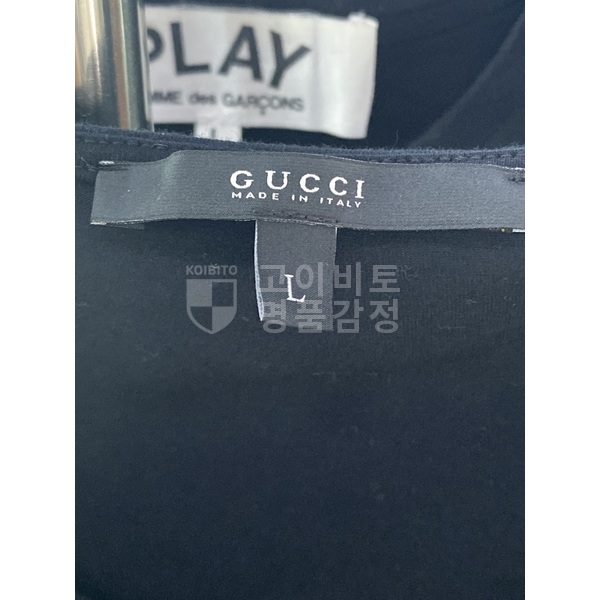 PLAY
MME des GARÇONS
L
GUCCI
MADE IN ITALY
L
KOIBITO
고이비토
명품감정